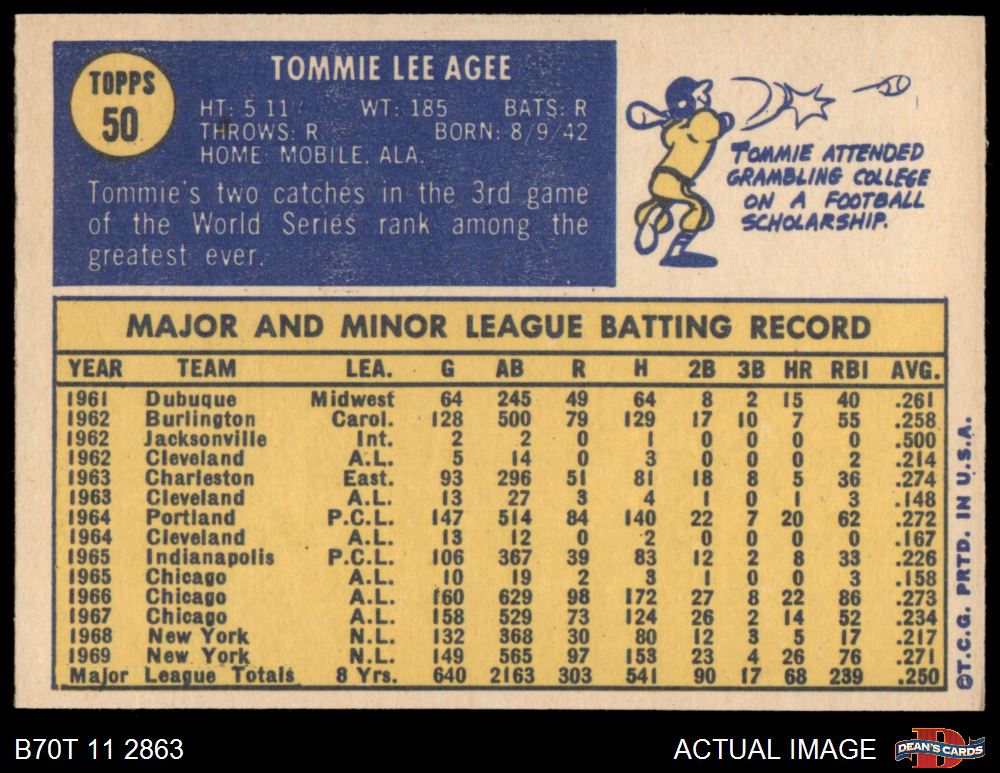 TOPPS
50
TOMMIE LEE AGEE
HT: 5 11" WT: 185 BATS: R
THROWS: R BORN: 8/9/42
HOME: MOBILE, ALA.
Tommie's two catches in the 3rd game
of the World Series rank among the
greatest ever.
TOMMIE ATTENDED
GRAMBLING COLLEGE
ON A FOOTBALL
SCHOLARSHIP.
MAJOR AND MINOR LEAGUE BATTING RECORD
YEAR TEAM LEA. G AB R H 2B 3B HR RBI AVG.
1961 Dubuque Midwest 64 245 49 64 8 2 15 40 .261
1962 Burlington Carol. 128 500 79 129 17 10 7 55 .258
1962 Jacksonville Int. 2 2 0 1 0 0 0 0 .500
1962 Cleveland A.L. 5 14 0 3 0 0 0 2 .214
1963 Charleston East. 93 296 51 81 18 8 5 36 .274
1963 Cleveland A.L. 13 27 3 4 1 0 1 3 .148
1964 Portland P.C.L. 147 514 84 140 22 7 20 62 .272
1964 Cleveland A.L. 13 12 0 2 0 0 0 0 .167
1965 Indianapolis P.C.L. 106 367 39 83 12 2 8 33 .226
1965 Chicago A.L. 10 19 2 3 1 0 0 3 .158
1966 Chicago A.L. 160 629 98 172 27 8 22 86 .273
1967 Chicago A.L. 158 529 73 124 26 2 14 52 .234
1968 New York N.L. 132 368 30 80 12 3 5 17 .217
1969 New York N.L. 149 565 97 153 23 4 26 76 .271
Major League Totals 8 Yrs. 640 2163 303 541 90 17 68 239 .250
©T.C.G. PRTD. IN U.S.A.
B70T 11 2863
ACTUAL IMAGE
DEAN'S CARDS